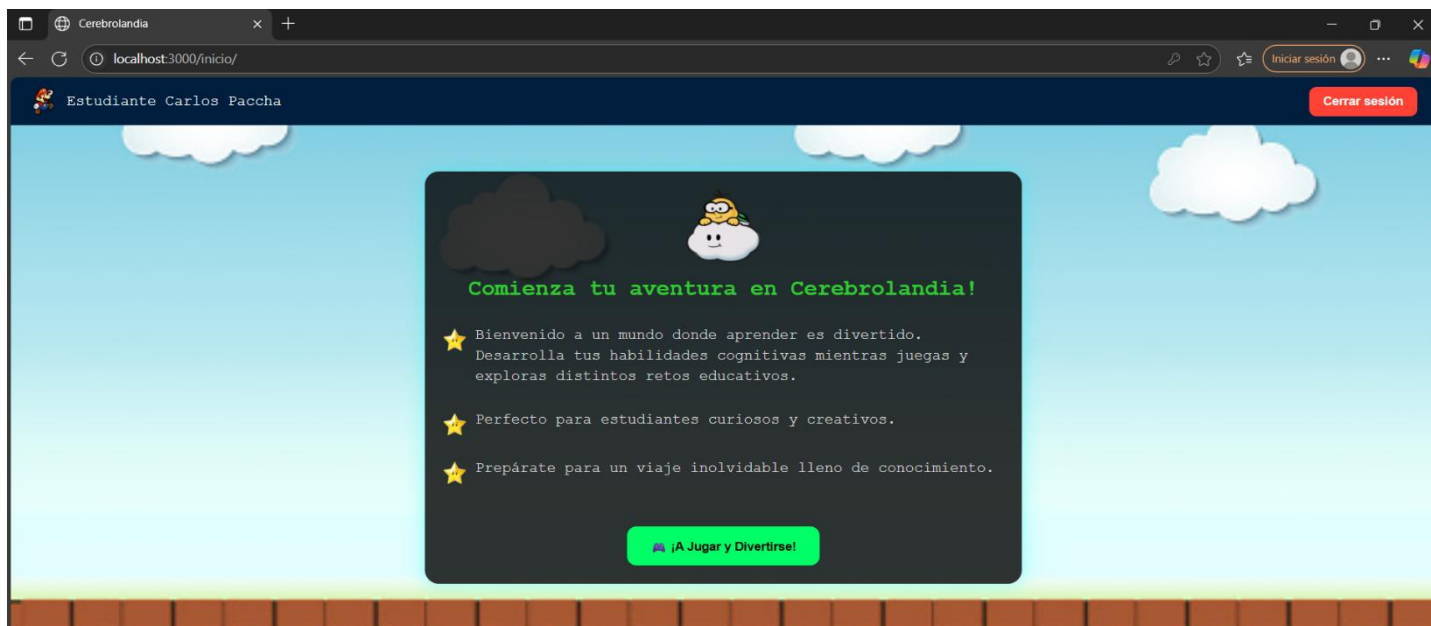 Cerebrolandia
localhost:3000/inicio/
Iniciar sesión
Estudiante Carlos Paccha
Cerrar sesión
Comienza tu aventura en Cerebrolandia!
Bienvenido a un mundo donde aprender es divertido.
Desarrolla tus habilidades cognitivas mientras juegas y
exploras distintos retos educativos.
Perfecto para estudiantes curiosos y creativos.
Prepárate para un viaje inolvidable lleno de conocimiento.
¡A Jugar y Divertirse!